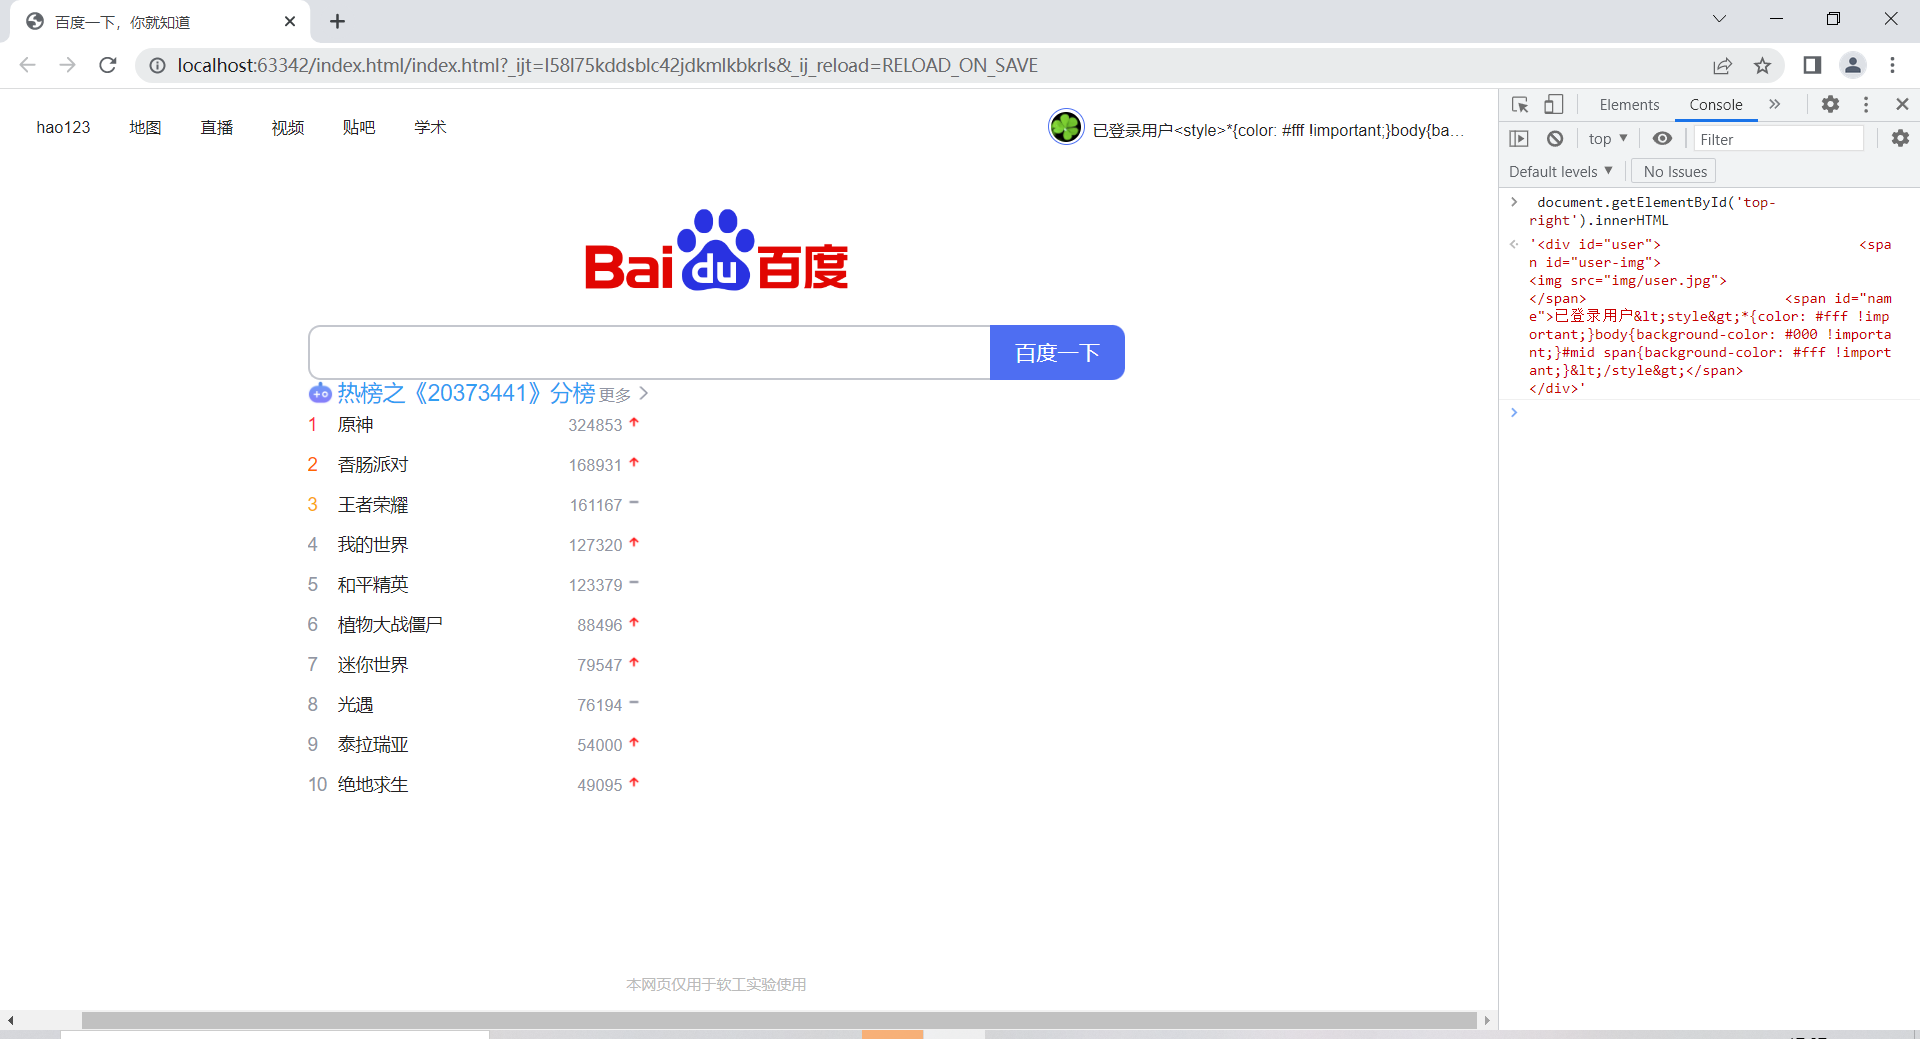 百度一下，你就知道
localhost:63342/index.html/index.html?_ijt=l58l75kddsblc42jdkmlkbkrls&_ij_reload=RELOAD_ON_SAVE
hao123 地图 直播 视频 贴吧 学术
已登录用户<style>*{color: #fff !important;}body{ba...
Bai du 百度
百度一下
热榜之《20373441》分榜 更多
1 原神 324853
2 香肠派对 168931
3 王者荣耀 161167
4 我的世界 127320
5 和平精英 123379
6 植物大战僵尸 88496
7 迷你世界 79547
8 光遇 76194
9 泰拉瑞亚 54000
10 绝地求生 49095
本网页仅用于软工实验使用
Elements Console
top Filter
Default levels No Issues
document.getElementById('top-
right').innerHTML
'<div id="user"> <spa
n id="user-img">
<img src="img/user.jpg">
</span> <span id="nam
e">已登录用户&lt;style&gt;*{color: #fff !imp
ortant;}body{background-color: #000 !importa
nt;}#mid span{background-color: #fff !import
ant;}&lt;/style&gt;</span>
</div>'